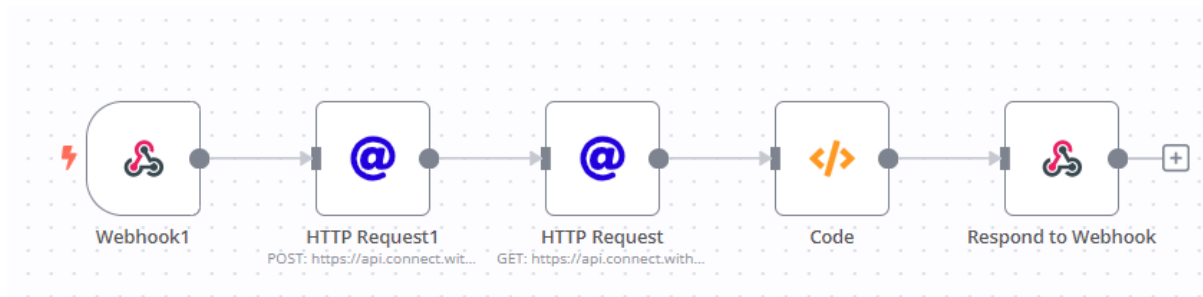 Webhook1
HTTP Request1
POST: https://api.connect.wit...
HTTP Request
GET: https://api.connect.with...
Code
Respond to Webhook